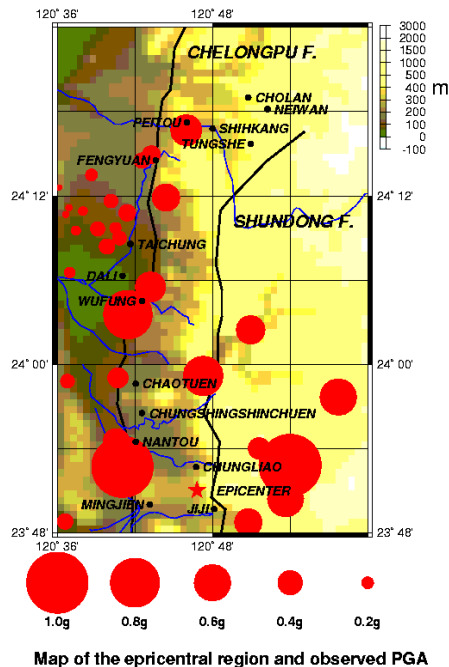 120 36' 120 48'
3000
2000
1500
1000
500
400
300
200
100
0
-100
m
CHELONGPU F.
CHOLAN
NEIWAN
PEITOU
SHIHKANG
TUNGSHE
FENGYUAN
24 12'
24 12'
SHUNDONG F.
TAICHUNG
DALI
WUFUNG
24 00'
24 00'
CHAOTUEN
CHUNGSHINGSHINCHUEN
NANTOU
CHUNGLIAO
EPICENTER
MINGJIEN
JIJI
23 48'
23 48'
120 36' 120 48'
1.0g 0.8g 0.6g 0.4g 0.2g
Map of the epicentral region and observed PGA